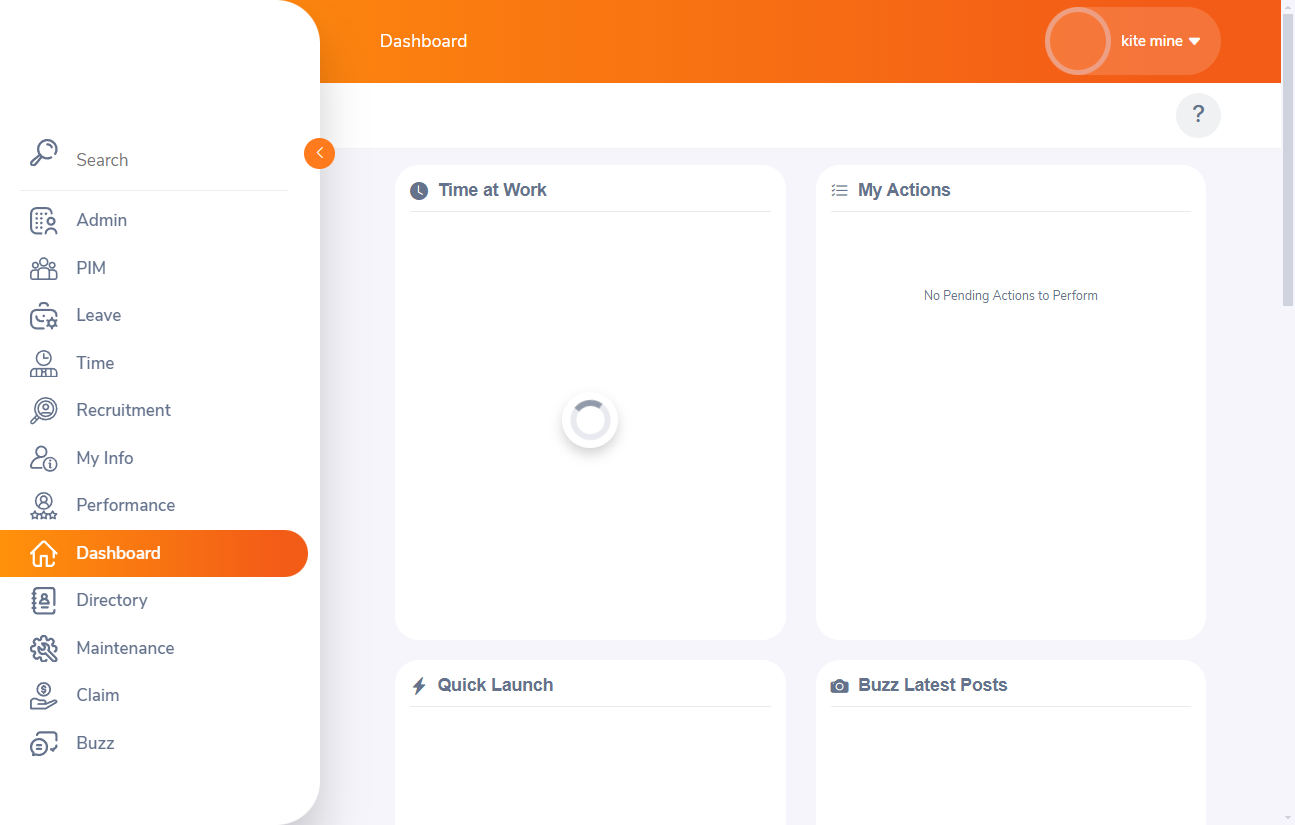 Dashboard
kite mine
?
Search
Admin
PIM
Leave
Time
Recruitment
My Info
Performance
Dashboard
Directory
Maintenance
Claim
Buzz
Time at Work
My Actions
No Pending Actions to Perform
Quick Launch
Buzz Latest Posts